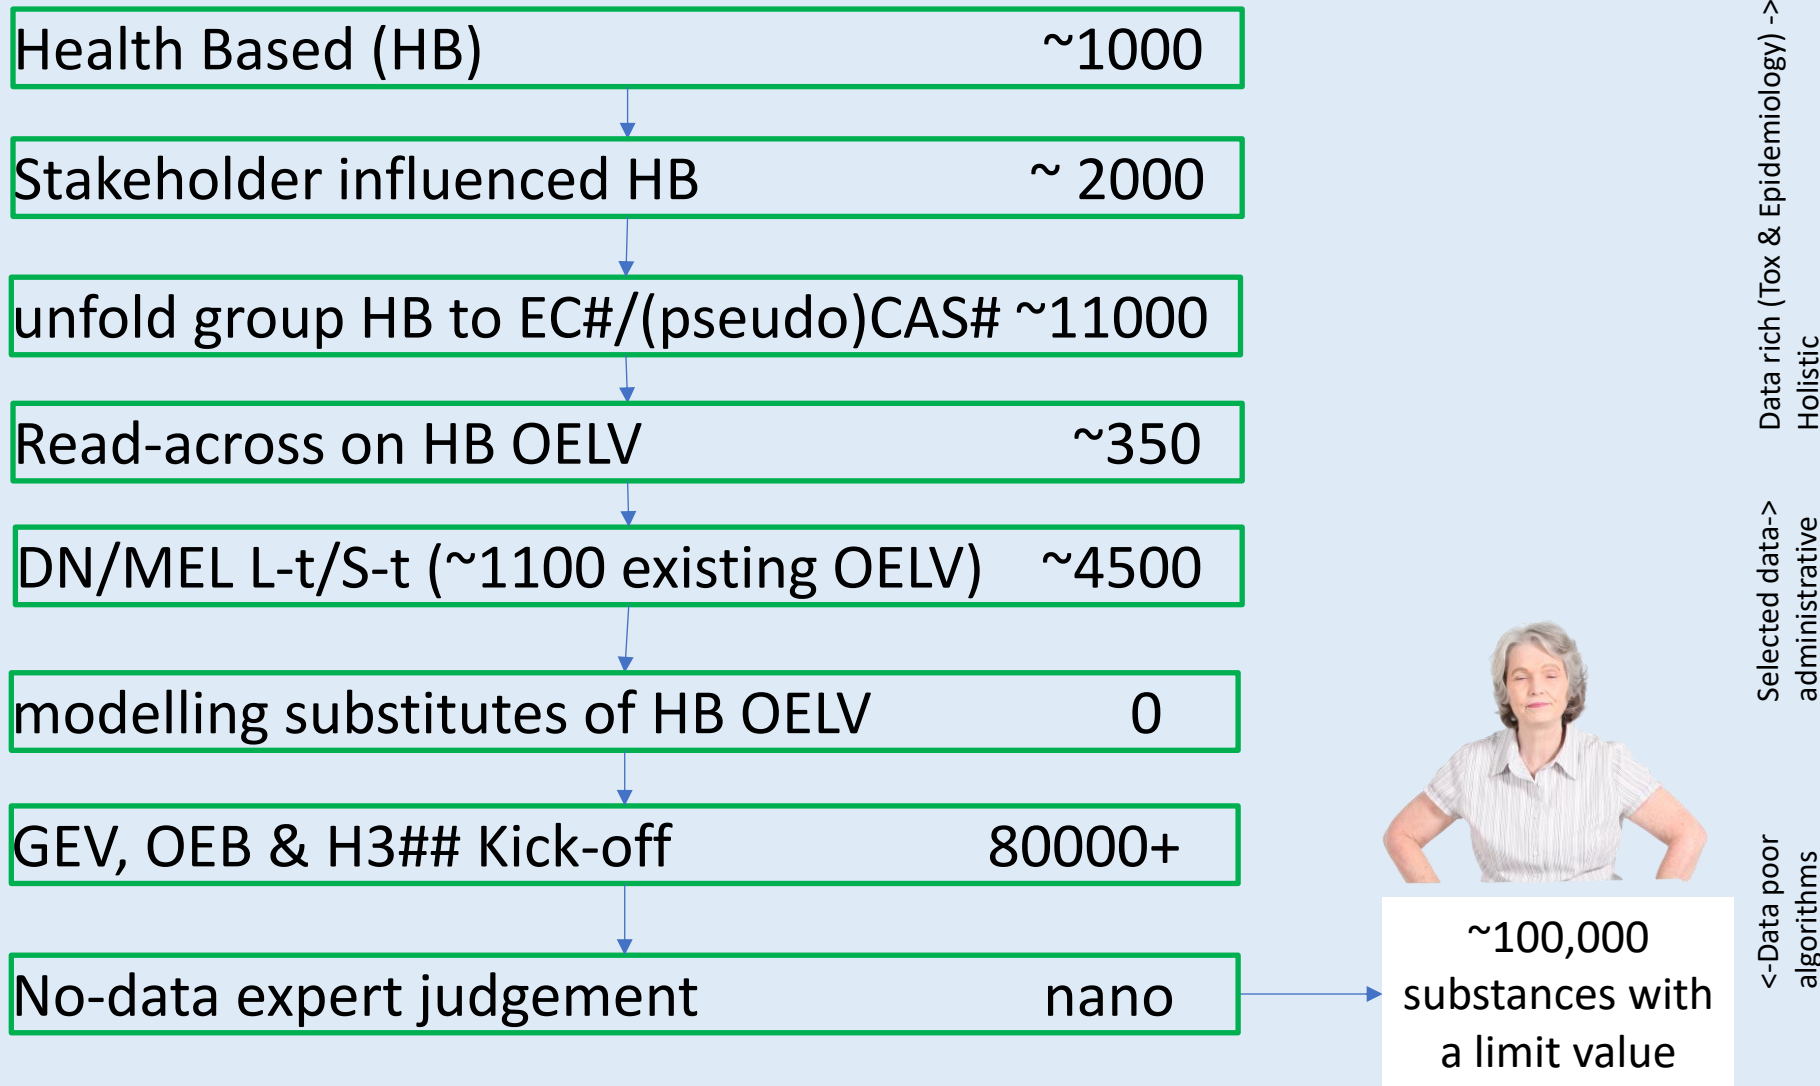 Health Based (HB) ~1000
Stakeholder influenced HB ~ 2000
unfold group HB to EC#/(pseudo)CAS# ~11000
Read-across on HB OELV ~350
DN/MEL L-t/S-t (~1100 existing OELV) ~4500
modelling substitutes of HB OELV 0
GEV, OEB & H3## Kick-off 80000+
No-data expert judgement nano
~100,000
substances with
a limit value
Data rich (Tox & Epidemiology) ->
Holistic
Selected data->
administrative
<-Data poor
algorithms